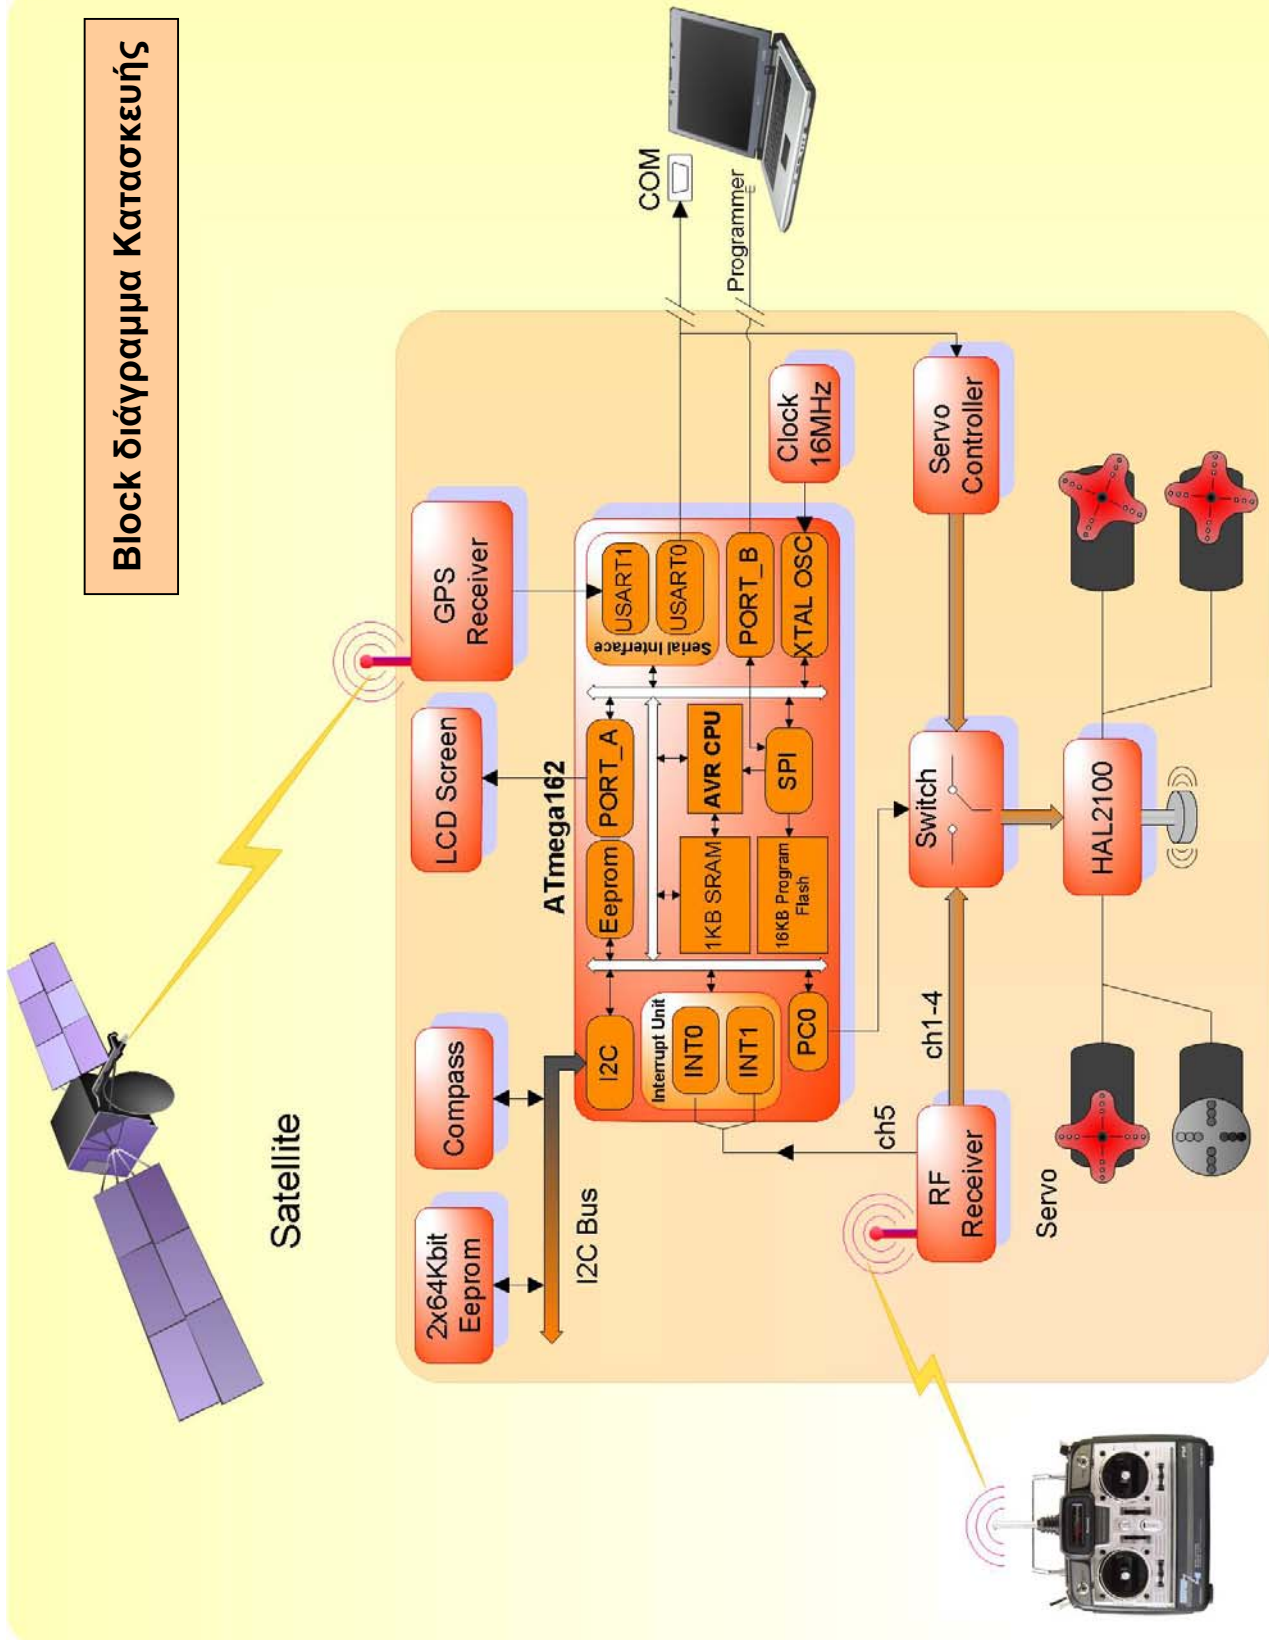 Block διάγραμμα Κατασκευής
Satellite
2x64Kbit
Eeprom
Compass
LCD Screen
GPS
Receiver
I2C Bus
ATmega162
I2C
Eeprom
PORT_A
USART1
USART0
Serial Interface
Interrupt Unit
INT0
INT1
PC0
1KB SRAM
16KB Program
Flash
AVR CPU
SPI
PORT_B
XTAL OSC
Clock
16MHz
COM
Programmer
ch5
ch1-4
RF
Receiver
Switch
Servo
Controller
Servo
HAL2100